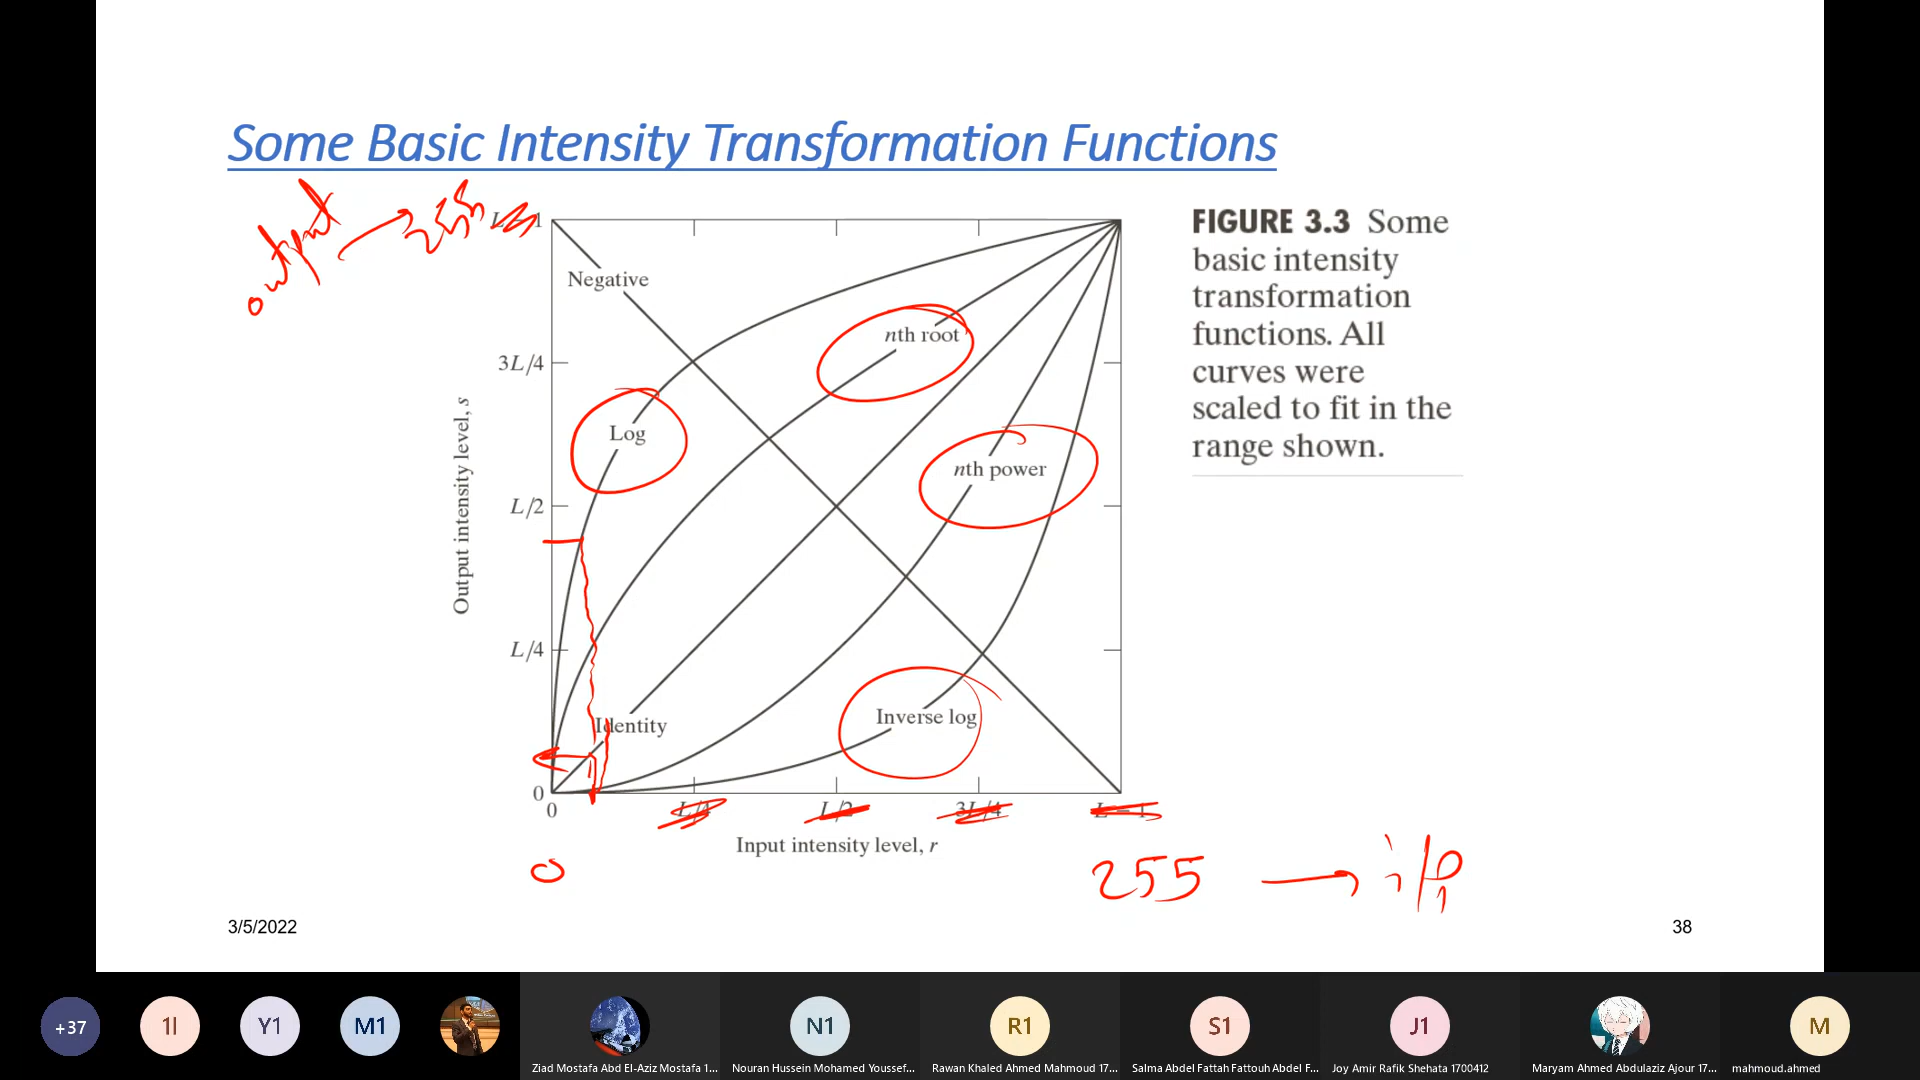 Some Basic Intensity Transformation Functions
output → 255
0
255 → i/p
FIGURE 3.3 Some
basic intensity
transformation
functions. All
curves were
scaled to fit in the
range shown.
Negative
nth root
Log
nth power
Identity
Inverse log
3L/4
L/2
L/4
0
0
L/4
L/2
3L/4
L − 1
Output intensity level, s
Input intensity level, r
3/5/2022
38
+37
1I
Y1
M1
N1
R1
S1
J1
M
Ziad Mostafa Abd El-Aziz Mostafa 1...
Nouran Hussein Mohamed Youssef...
Rawan Khaled Ahmed Mahmoud 17...
Salma Abdel Fattah Fattouh Abdel F...
Joy Amir Rafik Shehata 1700412
Maryam Ahmed Abdulaziz Ajour 17...
mahmoud.ahmed